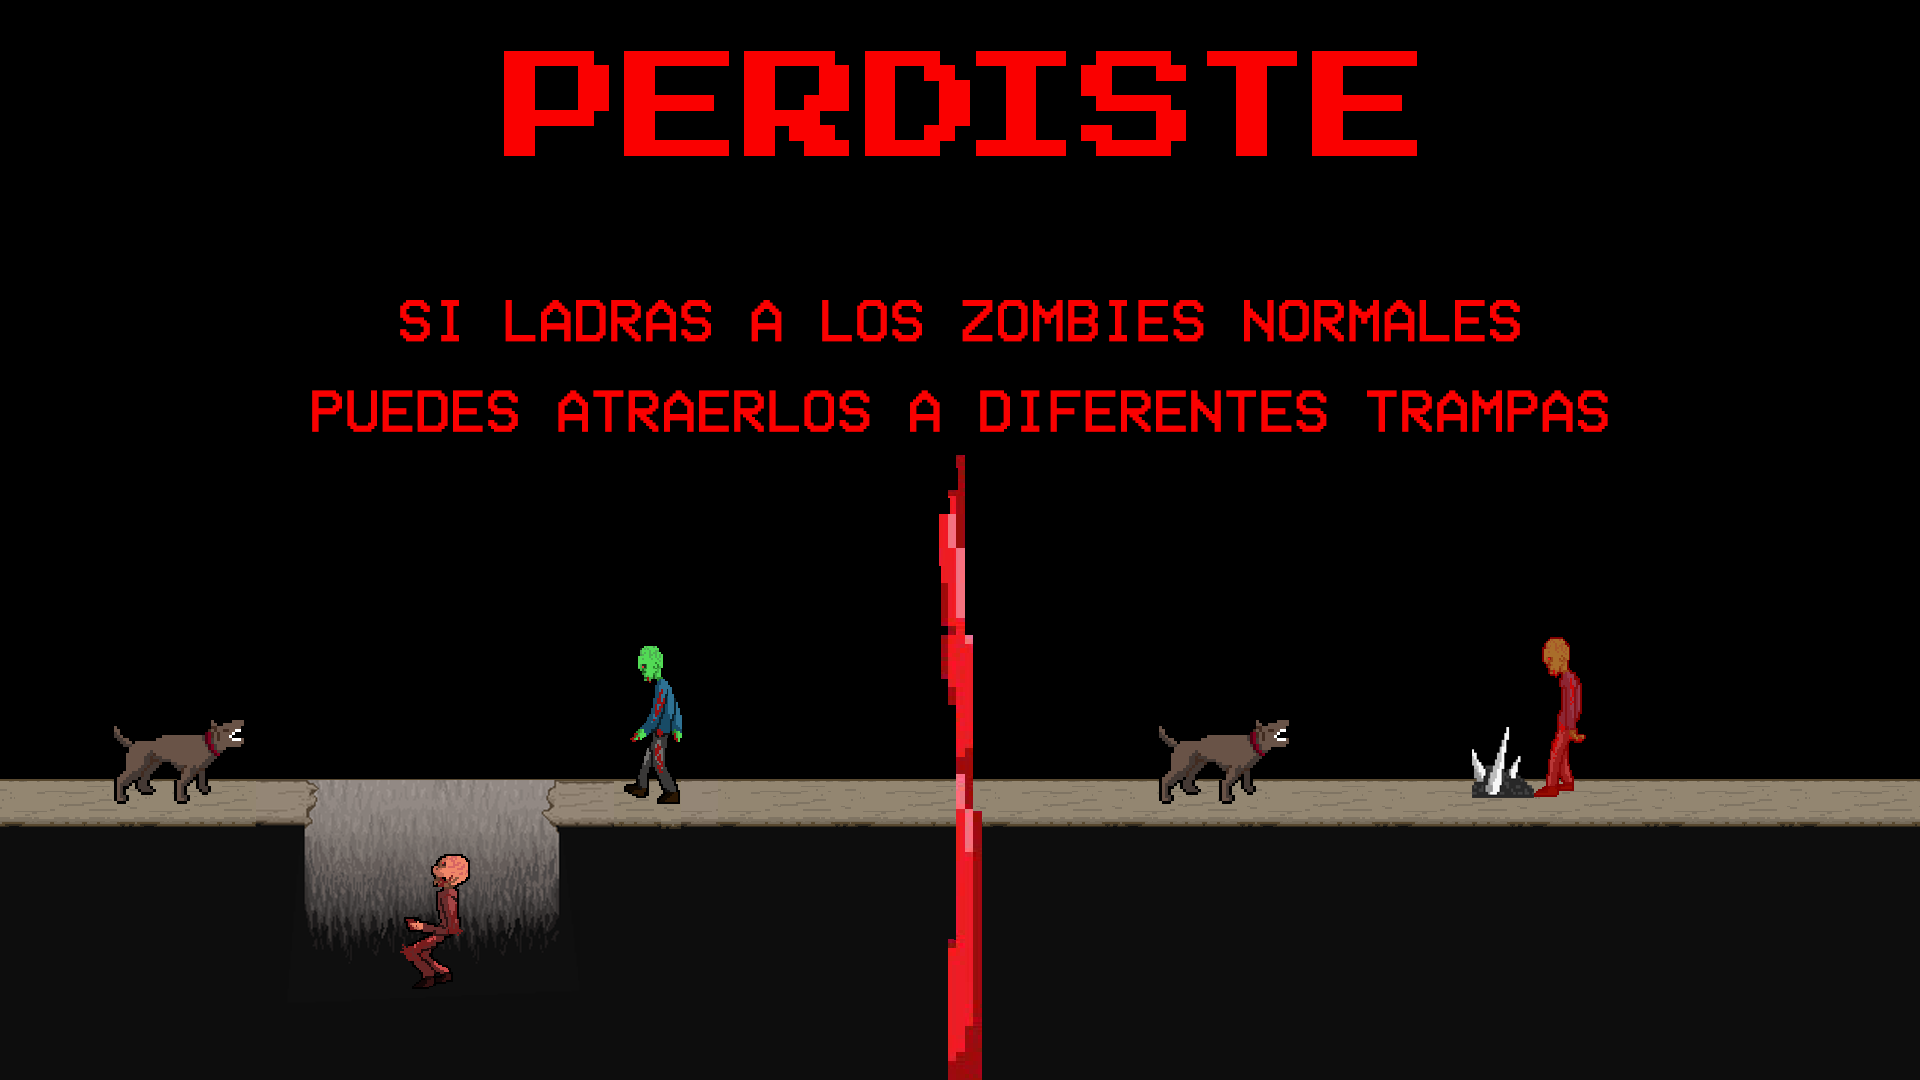 PERDISTE
SI LADRAS A LOS ZOMBIES NORMALES
PUEDES ATRAERLOS A DIFERENTES TRAMPAS